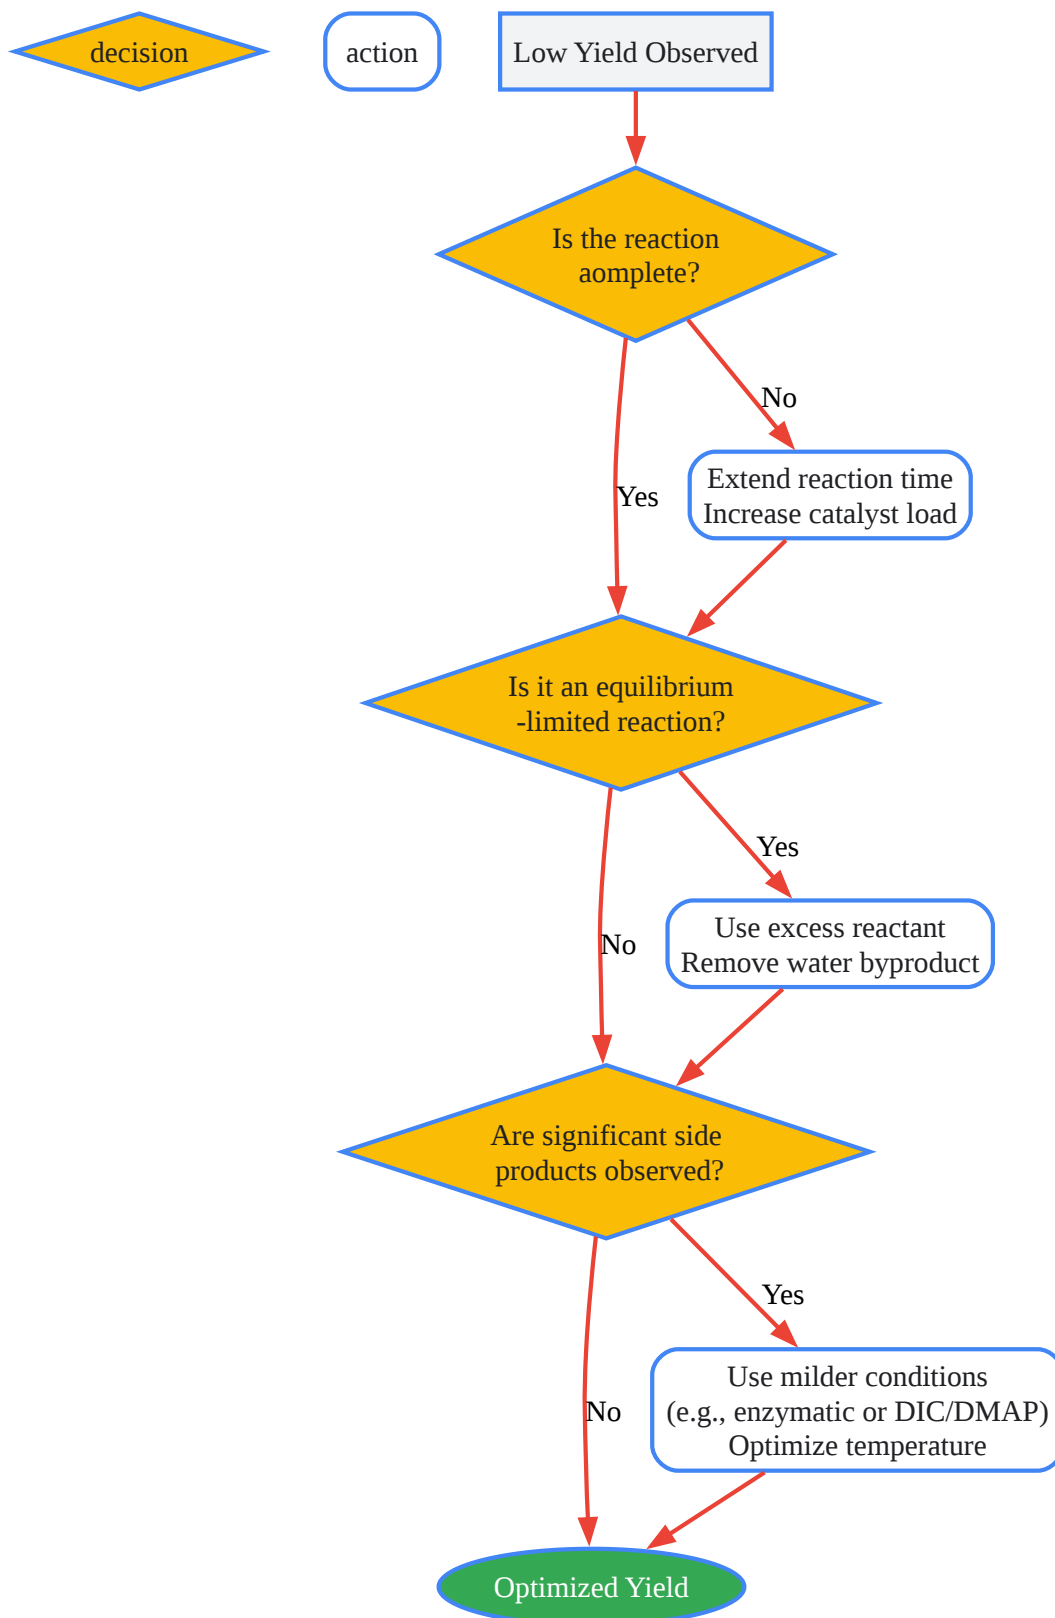 decision
action
Low Yield Observed
Is the reaction
aomplete?
No
Yes
Extend reaction time
Increase catalyst load
Is it an equilibrium
-limited reaction?
Yes
No
Use excess reactant
Remove water byproduct
Are significant side
products observed?
Yes
No
Use milder conditions
(e.g., enzymatic or DIC/DMAP)
Optimize temperature
Optimized Yield